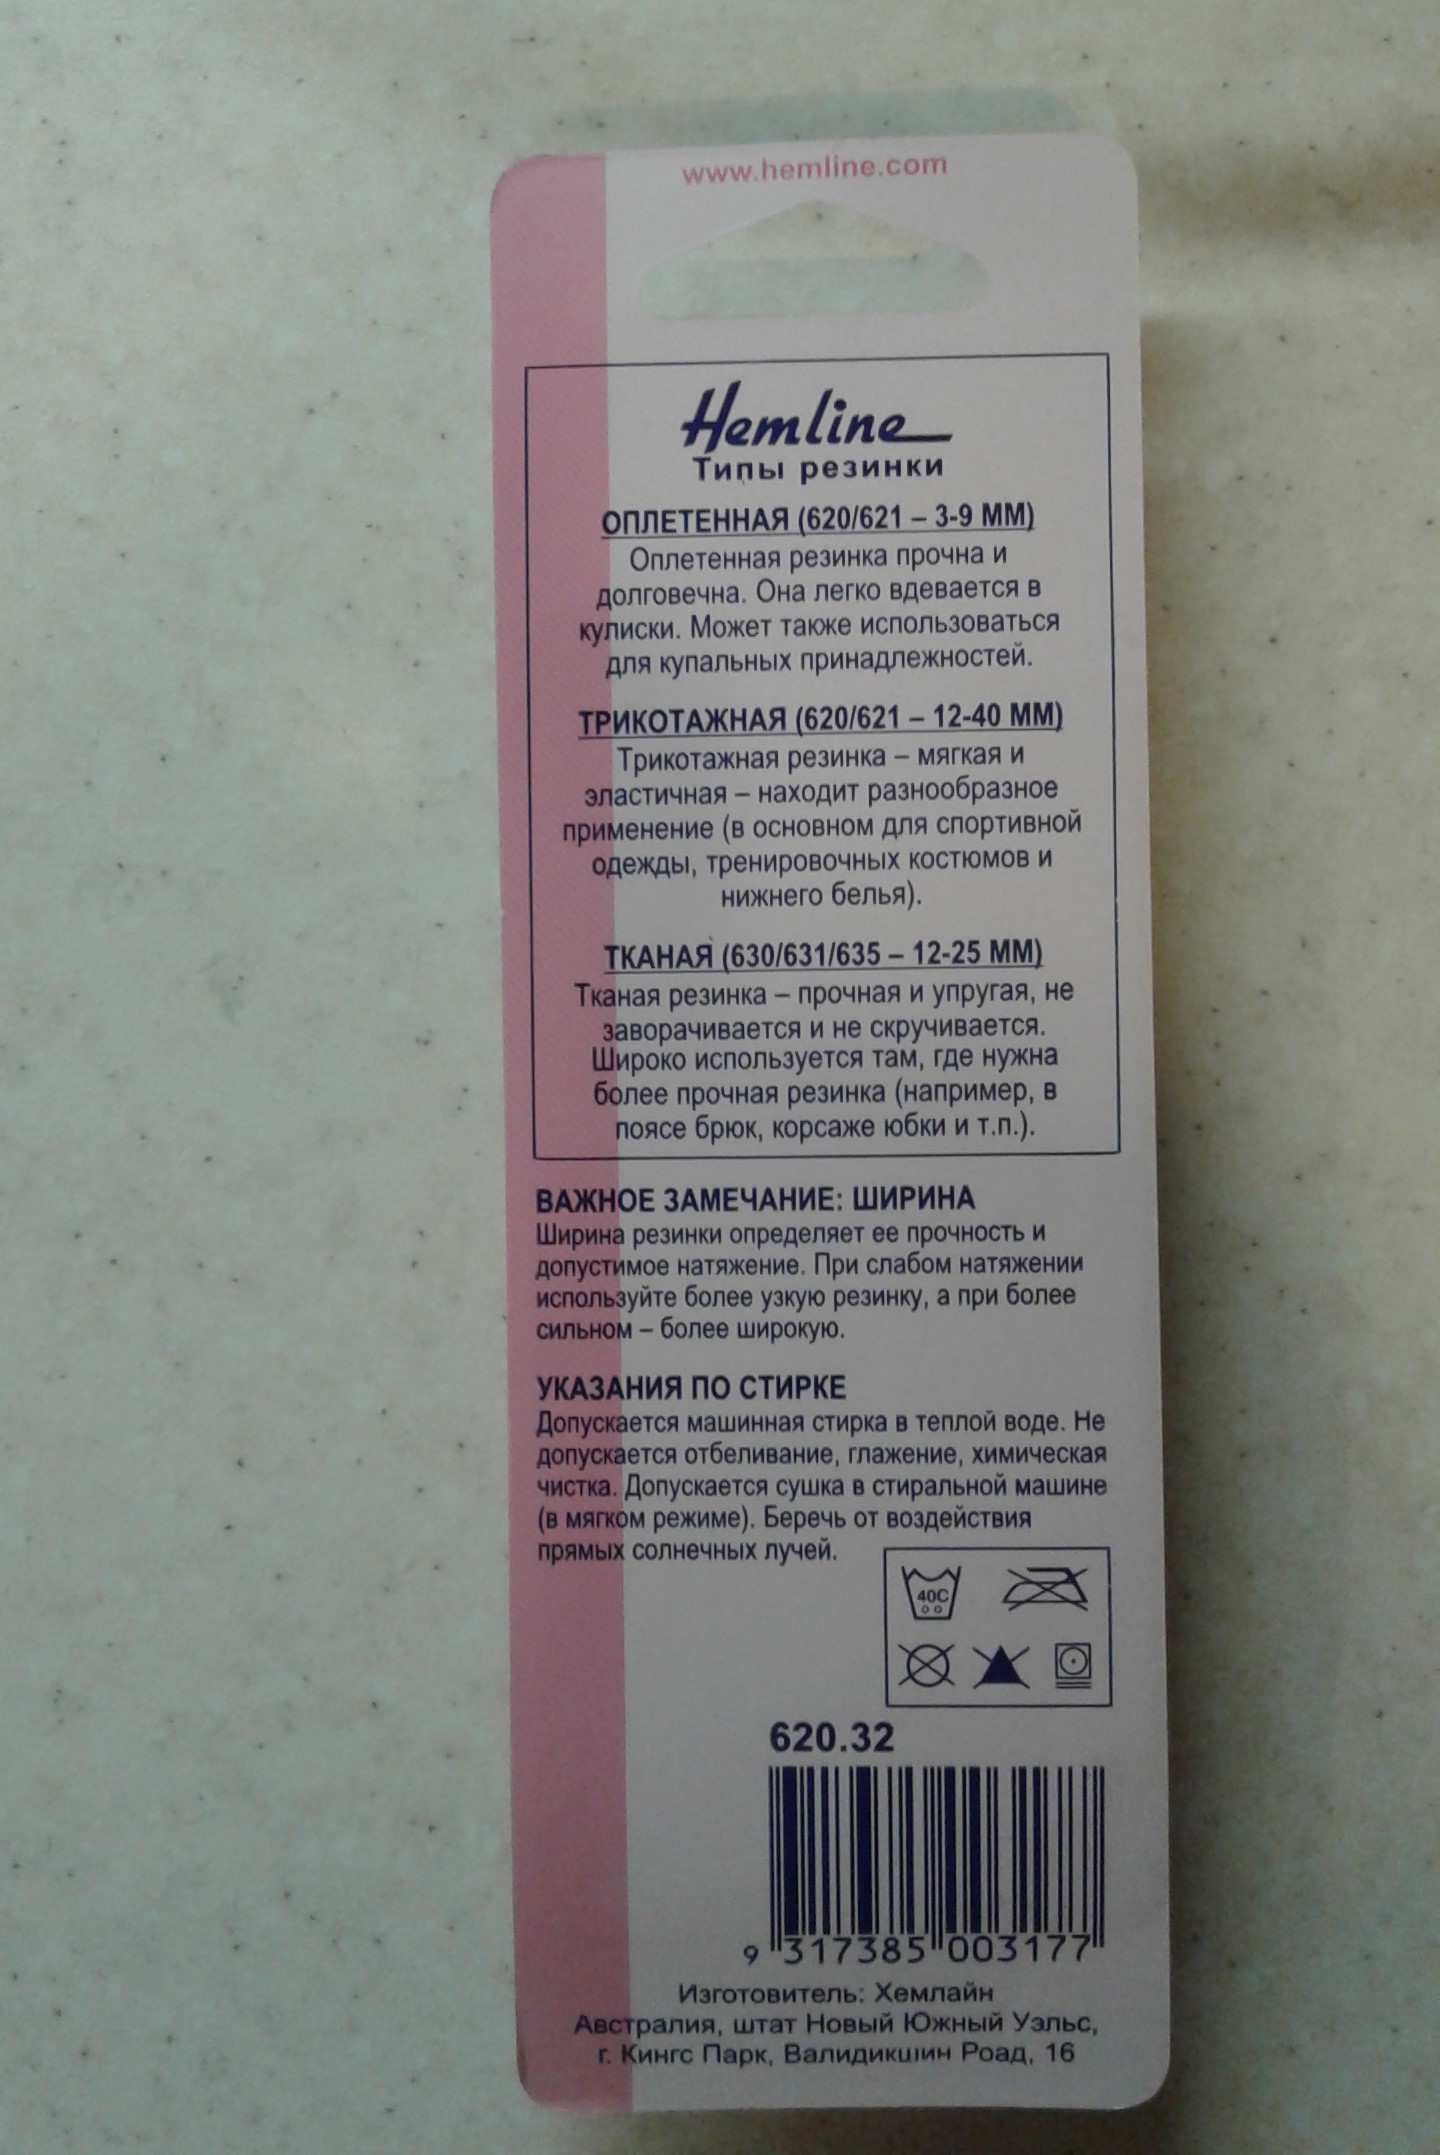 www.hemline.com
Hemline
Типы резинки
ОПЛЕТЕННАЯ (620/621 – 3-9 ММ)
Оплетенная резинка прочна и
долговечна. Она легко вдевается в
кулиски. Может также использоваться
для купальных принадлежностей.
ТРИКОТАЖНАЯ (620/621 – 12-40 ММ)
Трикотажная резинка – мягкая и
эластичная – находит разнообразное
применение (в основном для спортивной
одежды, тренировочных костюмов и
нижнего белья).
ТКАНАЯ (630/631/635 – 12-25 ММ)
Тканая резинка – прочная и упругая, не
заворачивается и не скручивается.
Широко используется там, где нужна
более прочная резинка (например, в
поясе брюк, корсаже юбки и т.п.).
ВАЖНОЕ ЗАМЕЧАНИЕ: ШИРИНА
Ширина резинки определяет ее прочность и
допустимое натяжение. При слабом натяжении
используйте более узкую резинку, а при более
сильном – более широкую.
УКАЗАНИЯ ПО СТИРКЕ
Допускается машинная стирка в теплой воде. Не
допускается отбеливание, глажение, химическая
чистка. Допускается сушка в стиральной машине
(в мягком режиме). Беречь от воздействия
прямых солнечных лучей.
40C
620.32
9 317385 003177
Изготовитель: Хемлайн
Австралия, штат Новый Южный Уэльс,
г. Кингс Парк, Валидикшин Роад, 16